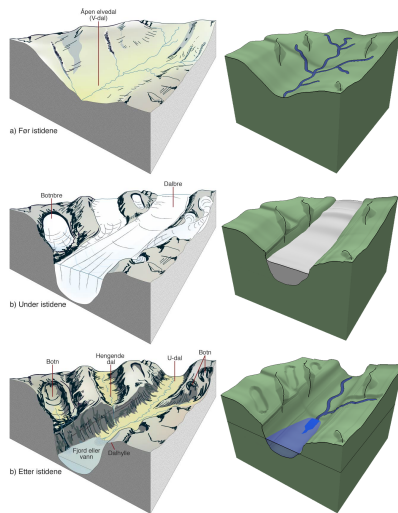 Åpen elvedal
(V-dal)
a) Før istidene
Botnbre
Dalbre
b) Under istidene
Botn
Hengende
dal
U-dal
Botn
Fjord eller
vann
Dalhylle
b) Etter istidene